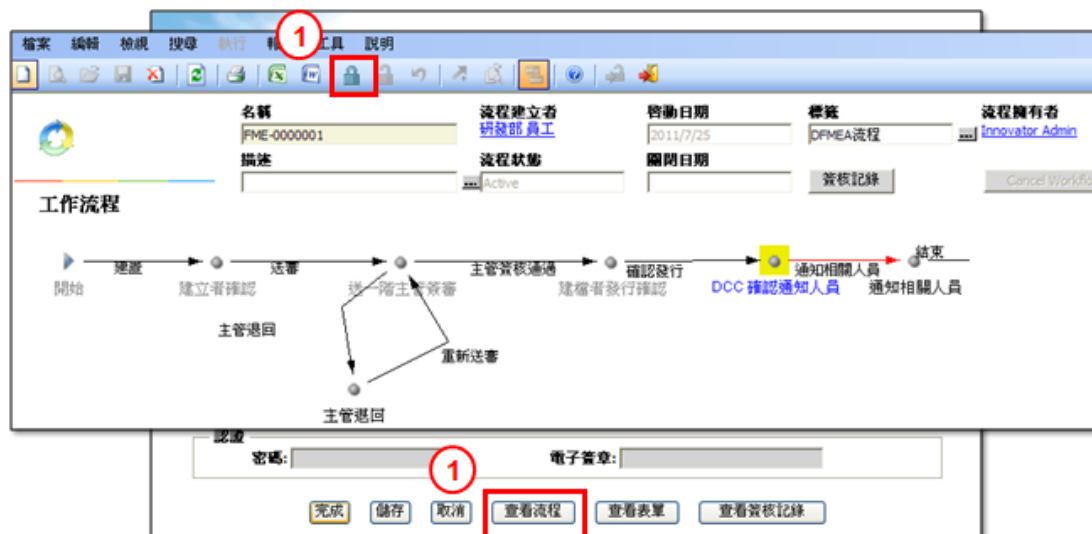 1
檔案 編輯 檢視 搜尋 執行 工具 說明
名稱 流程建立者 啟動日期 標籤 流程擁有者
FME-0000001 研發部 員工 2011/7/25 DFMEA流程 ... Innovator Admin
描述 流程狀態 關閉日期
... Active 簽核記錄 Cancel Workflo
工作流程
建置 送審 主管簽核通過 確認發行 通知相關人員 結束
開始 建立者確認 送一階主管簽審 建檔者發行確認 DCC 確認通知人員 通知相關人員
主管退回
重新送審
主管退回
認證
密碼: 電子簽章:
1
完成 儲存 取消 查看流程 查看表單 查看簽核記錄